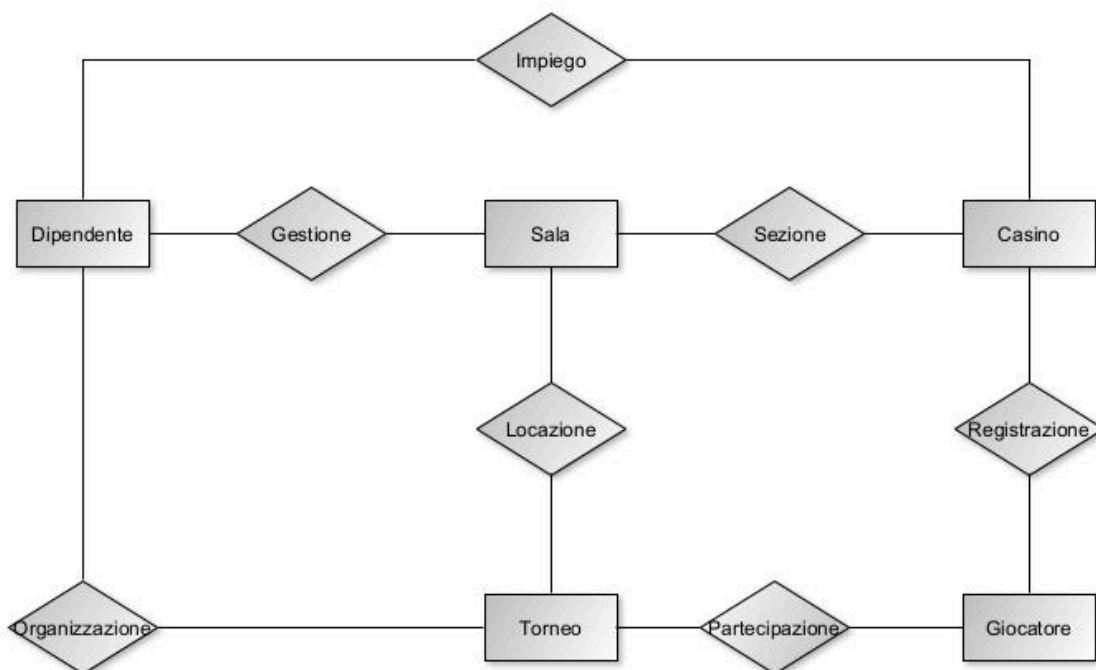 Impiego
Dipendente
Gestione
Sala
Sezione
Casino
Locazione
Registrazione
Organizzazione
Torneo
Partecipazione
Giocatore